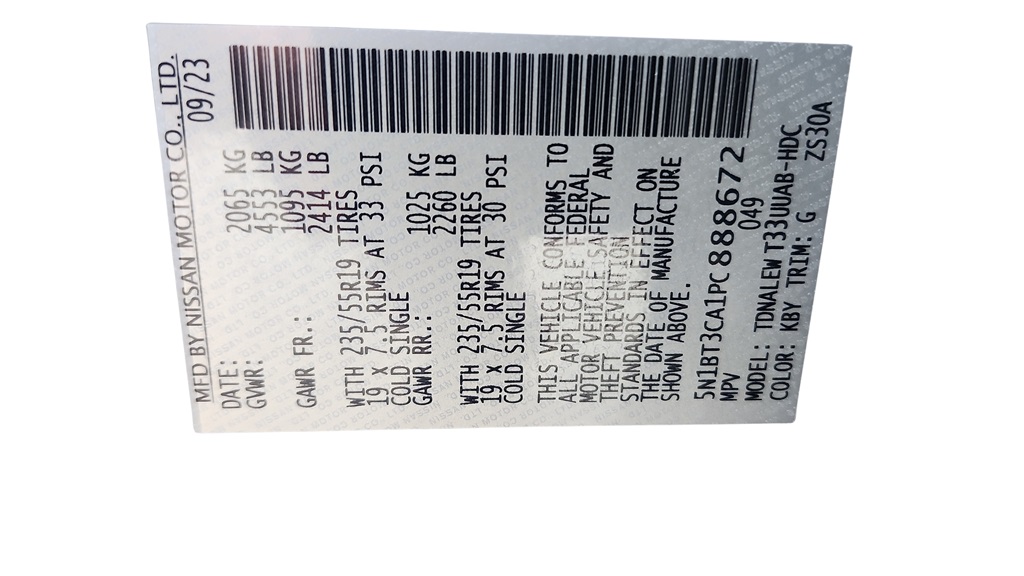 MFD BY NISSAN MOTOR CO., LTD.
DATE: 09/23
GVWR: 2065 KG
4553 LB
GAWR FR.: 1095 KG
2414 LB
WITH 235/55R19 TIRES
19 X 7.5 RIMS AT 33 PSI
COLD SINGLE
GAWR RR.: 1025 KG
2260 LB
WITH 235/55R19 TIRES
19 X 7.5 RIMS AT 30 PSI
COLD SINGLE
THIS VEHICLE CONFORMS TO
ALL APPLICABLE FEDERAL
MOTOR VEHICLE SAFETY AND
THEFT PREVENTION
STANDARDS IN EFFECT ON
THE DATE OF MANUFACTURE
SHOWN ABOVE.
5N1BT3CA1PC888672
MPV 049
MODEL: TDNALEW T33UUAB-HDC
COLOR: KBY TRIM: G ZS30A